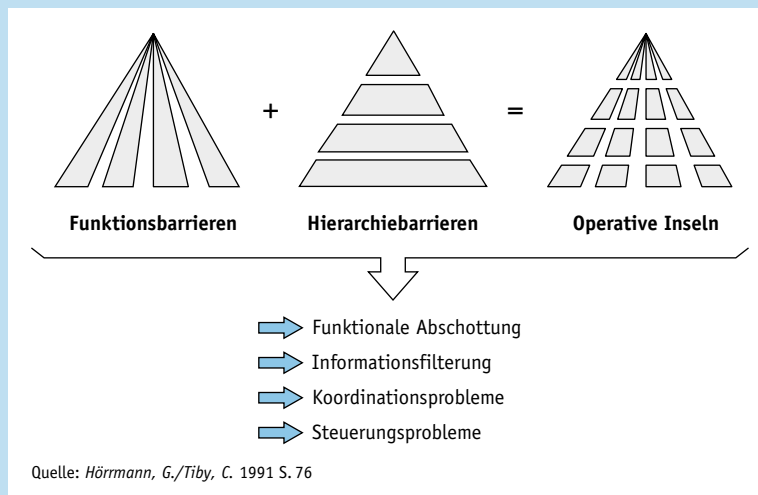 +
=
Funktionsbarrieren
Hierarchiebarrieren
Operative Inseln
Funktionale Abschottung
Informationsfilterung
Koordinationsprobleme
Steuerungsprobleme
Quelle: Hörrmann, G./Tiby, C. 1991 S. 76